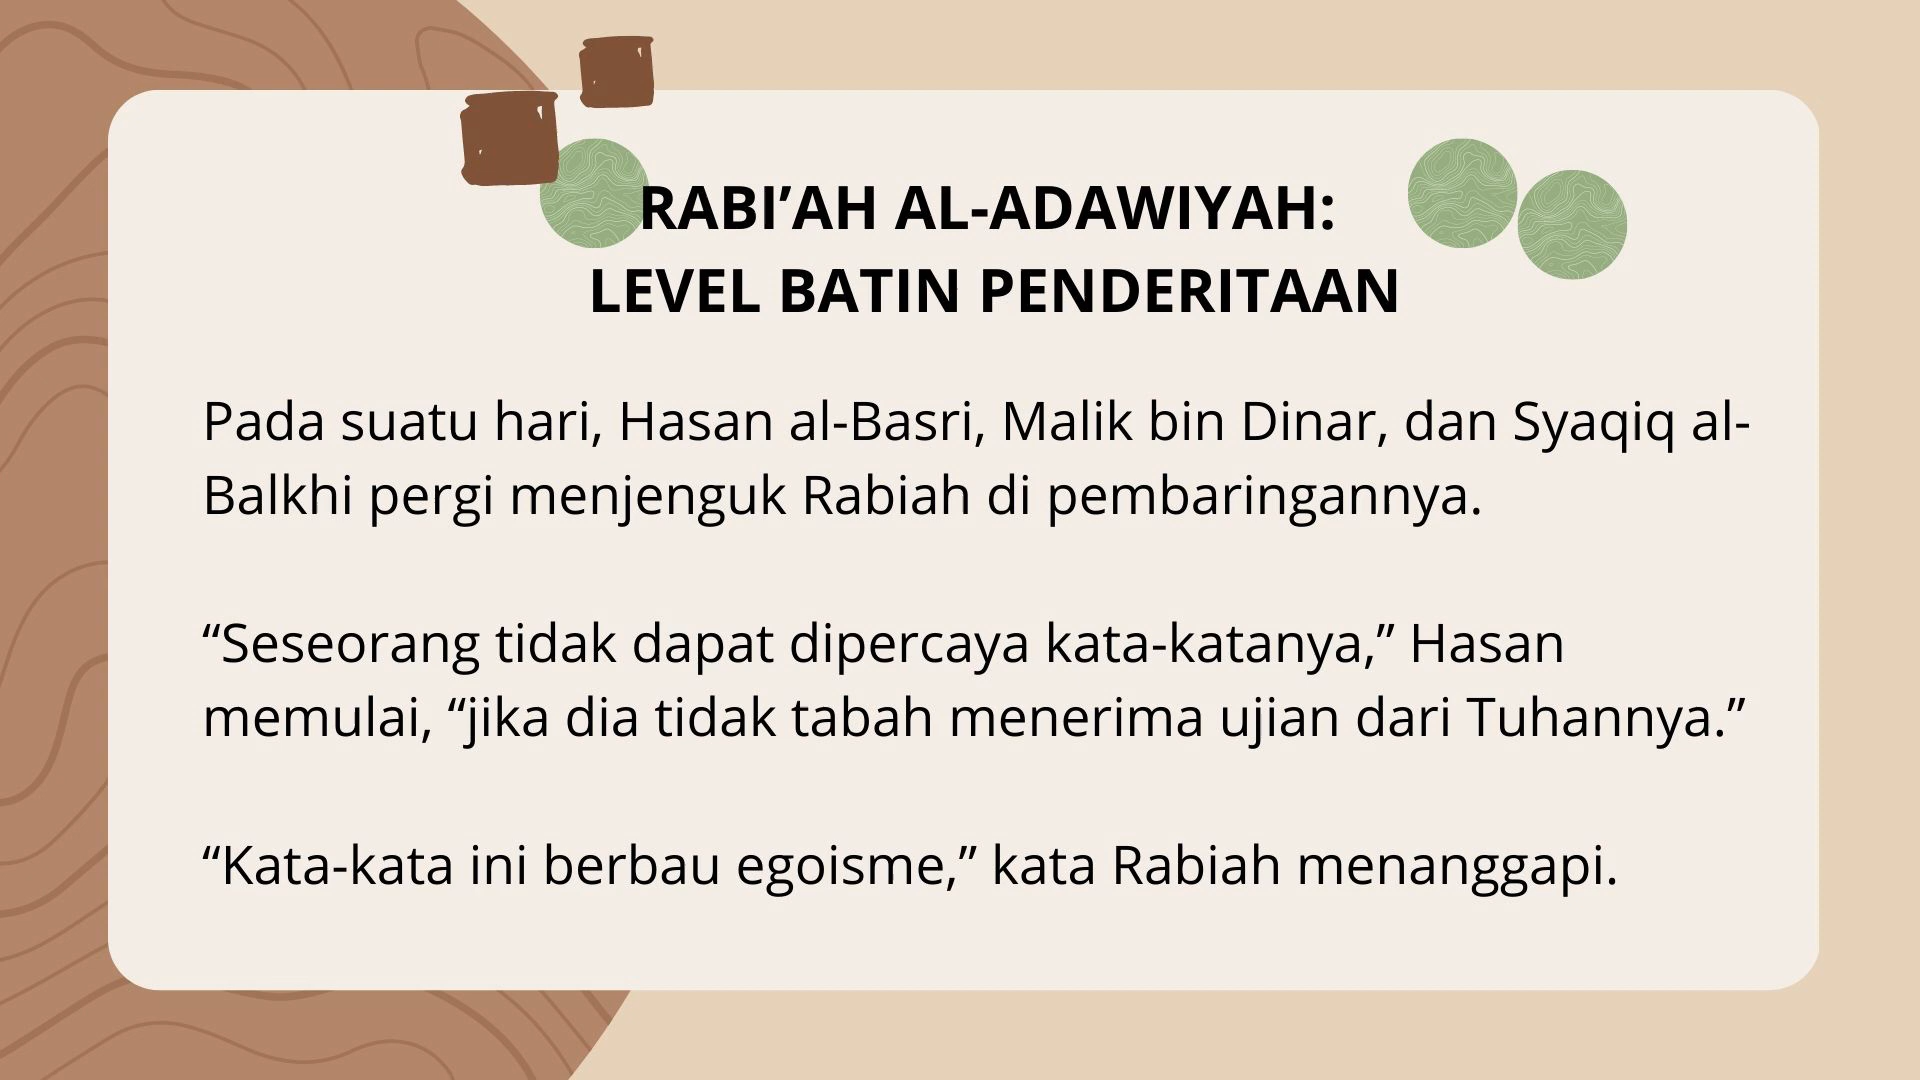 RABI’AH AL-ADAWIYAH:
LEVEL BATIN PENDERITAAN
Pada suatu hari, Hasan al-Basri, Malik bin Dinar, dan Syaqiq al-
Balkhi pergi menjenguk Rabiah di pembaringannya.
“Seseorang tidak dapat dipercaya kata-katanya,” Hasan
memulai, “jika dia tidak tabah menerima ujian dari Tuhannya.”
“Kata-kata ini berbau egoisme,” kata Rabiah menanggapi.